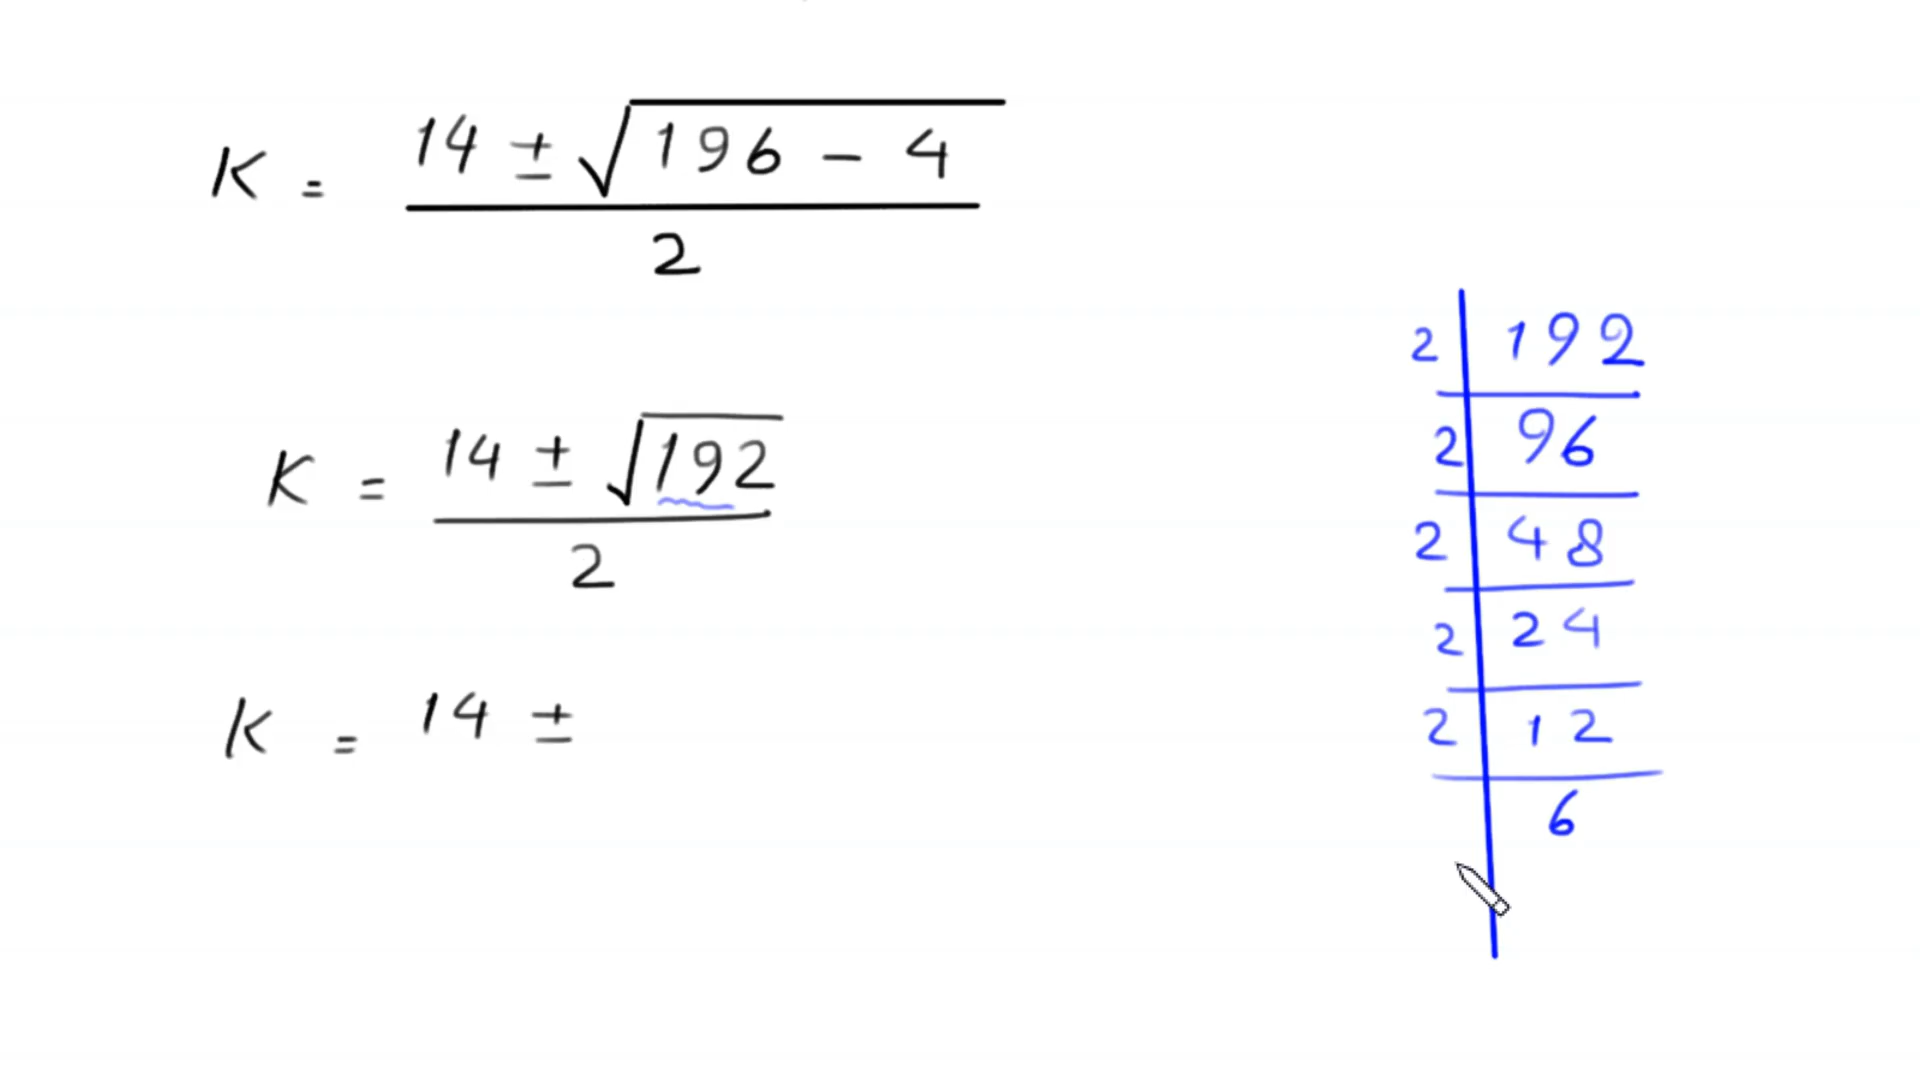 K = 14 ± √196 - 4
2
K = 14 ± √192
2
K = 14 ±
2 192
2 96
2 48
2 24
2 12
6